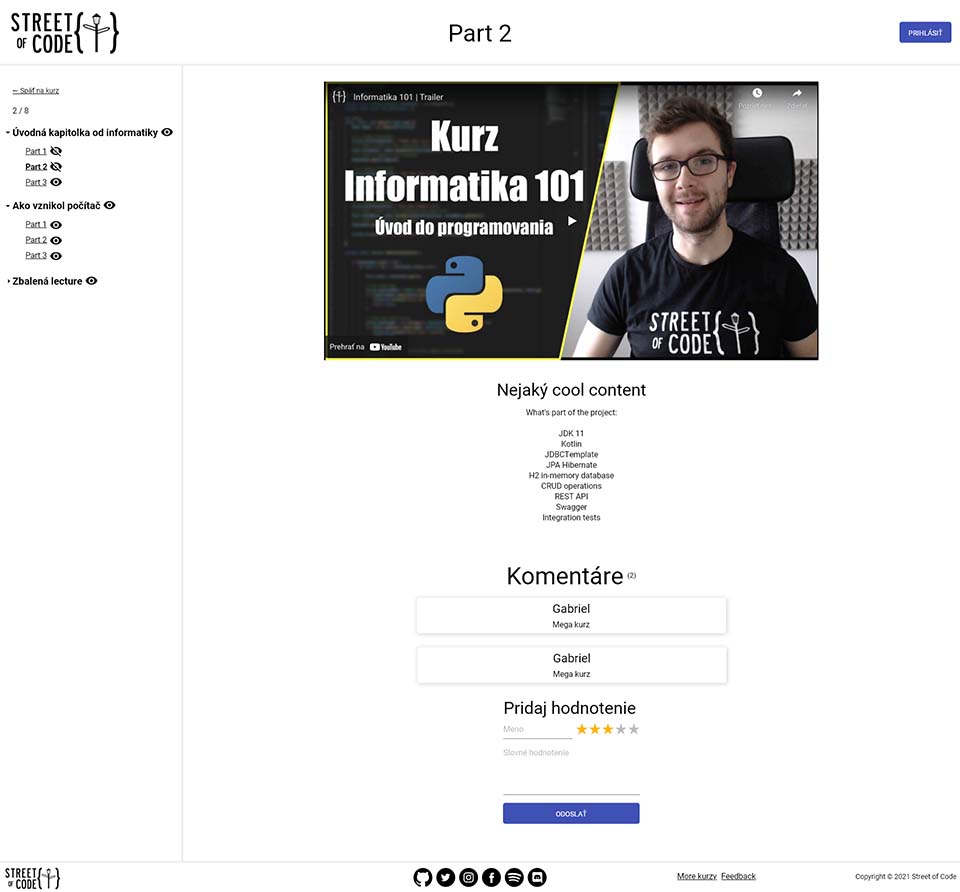 STREET
OF CODE
Part 2
PRIHLÁSIŤ
← Späť na kurz
2 / 8
Úvodná kapitolka od informatiky
Part 1
Part 2
Part 3
Ako vznikol počítač
Part 1
Part 2
Part 3
Zbalená lecture
Informatika 101 | Trailer
Pozrieť nes...
Zdieľať
Kurz
Informatika 101
Úvod do programovania
STREET
OF CODE
Prehrať na YouTube
Nejaký cool content
What's part of the project:
JDK 11
Kotlin
JDBCTemplate
JPA Hibernate
H2 in-memory database
CRUD operations
REST API
Swagger
Integration tests
Komentáre (2)
Gabriel
Mega kurz
Gabriel
Mega kurz
Pridaj hodnotenie
Meno
Slovné hodnotenie
ODOSLAŤ
STREET
OF CODE
More kurzy Feedback
Copyright © 2021 Street of Code